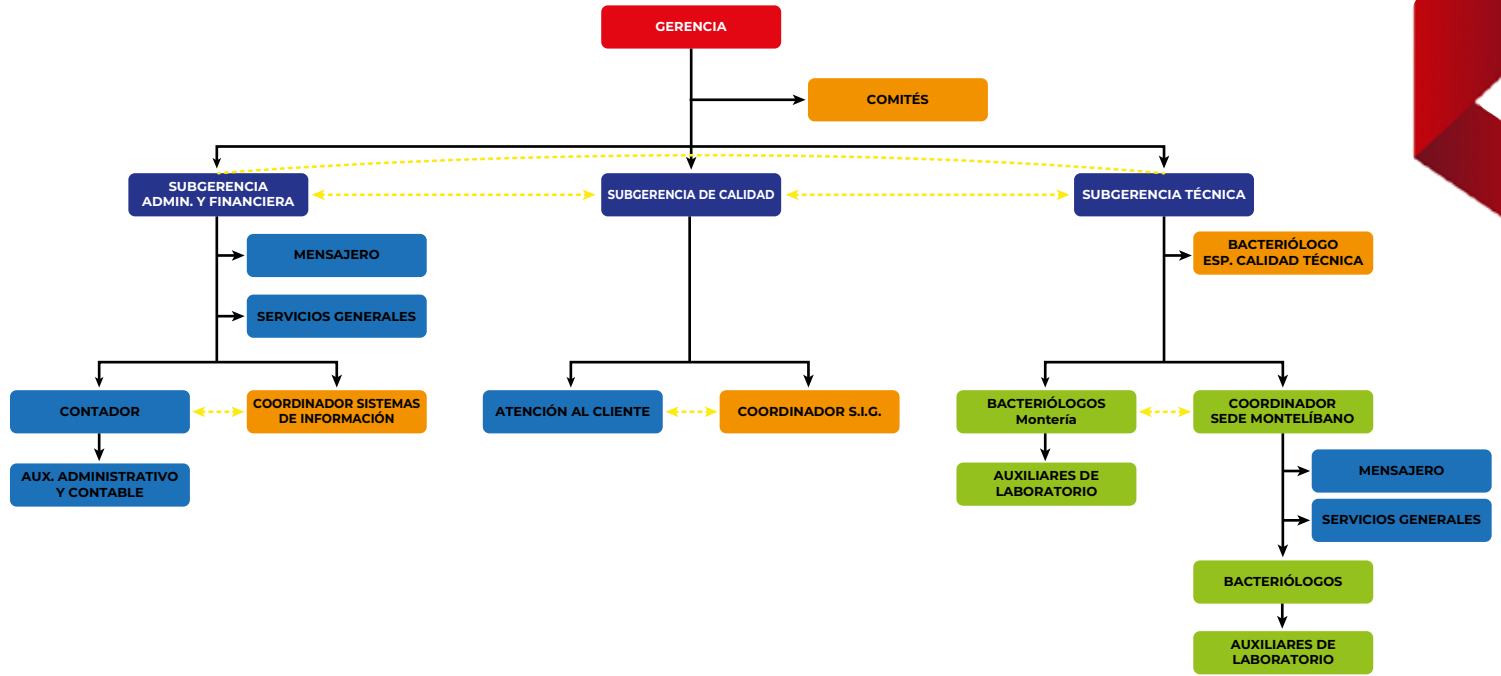 GERENCIA
COMITÉS
SUBGERENCIA
ADMIN. Y FINANCIERA
SUBGERENCIA DE CALIDAD
SUBGERENCIA TÉCNICA
MENSAJERO
SERVICIOS GENERALES
BACTERIÓLOGO
ESP. CALIDAD TÉCNICA
CONTADOR
COORDINADOR SISTEMAS
DE INFORMACIÓN
ATENCIÓN AL CLIENTE
COORDINADOR S.I.G.
BACTERIÓLOGOS
Montería
COORDINADOR
SEDE MONTELÍBANO
AUX. ADMINISTRATIVO
Y CONTABLE
AUXILIARES DE
LABORATORIO
MENSAJERO
SERVICIOS GENERALES
BACTERIÓLOGOS
AUXILIARES DE
LABORATORIO